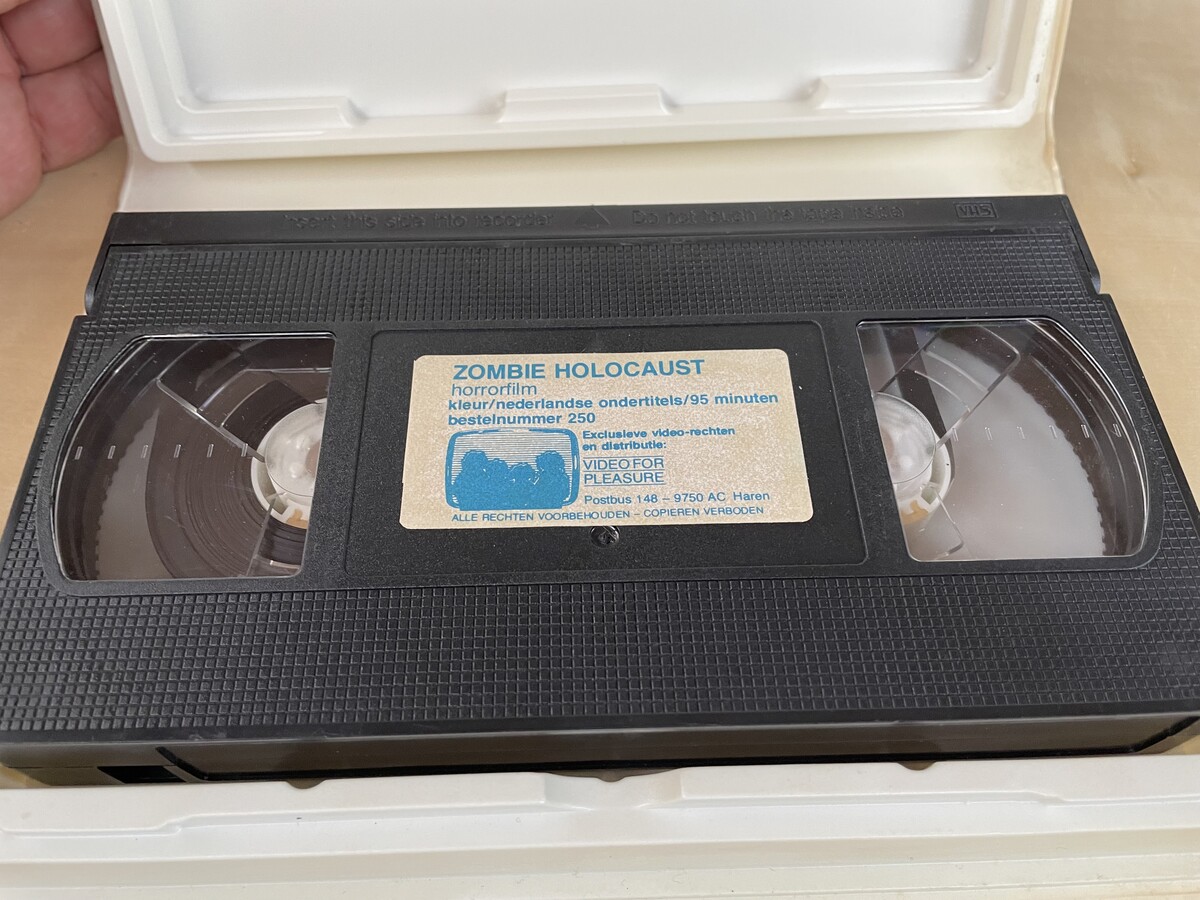 Insert this side into recorder
Do not touch the tape inside
VHS
ZOMBIE HOLOCAUST
horrorfilm
kleur/nederlandse ondertitels/95 minuten
bestelnummer 250
Exclusieve video-rechten
en distributie:
VIDEO FOR
PLEASURE
Postbus 148 – 9750 AC Haren
ALLE RECHTEN VOORBEHOUDEN – COPIEREN VERBODEN